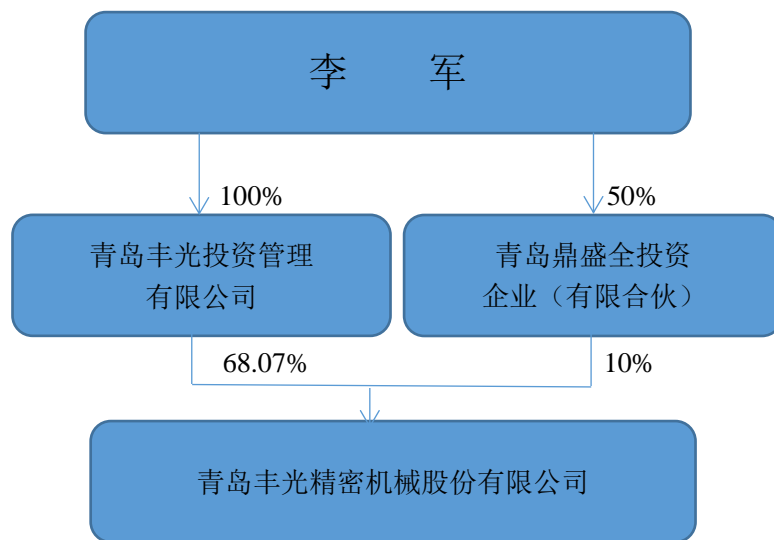 李 军
100%
50%
青岛丰光投资管理
有限公司
青岛鼎盛全投资
企业（有限合伙）
68.07%
10%
青岛丰光精密机械股份有限公司